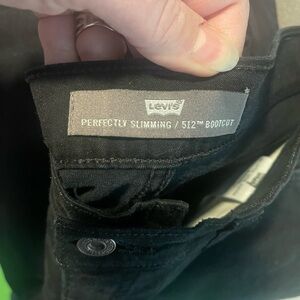 Levi's
PERFECTLY SLIMMING / 512™ BOOTCUT